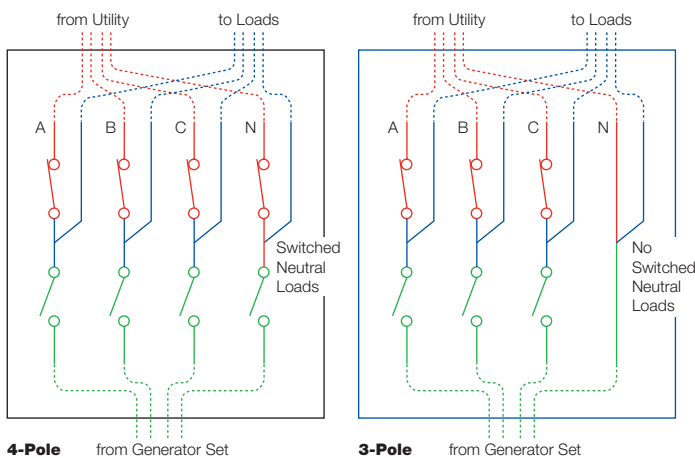 from Utility
to Loads
from Utility
to Loads
A B C N
A B C N
Switched
Neutral
Loads
No
Switched
Neutral
Loads
4-Pole
from Generator Set
3-Pole
from Generator Set